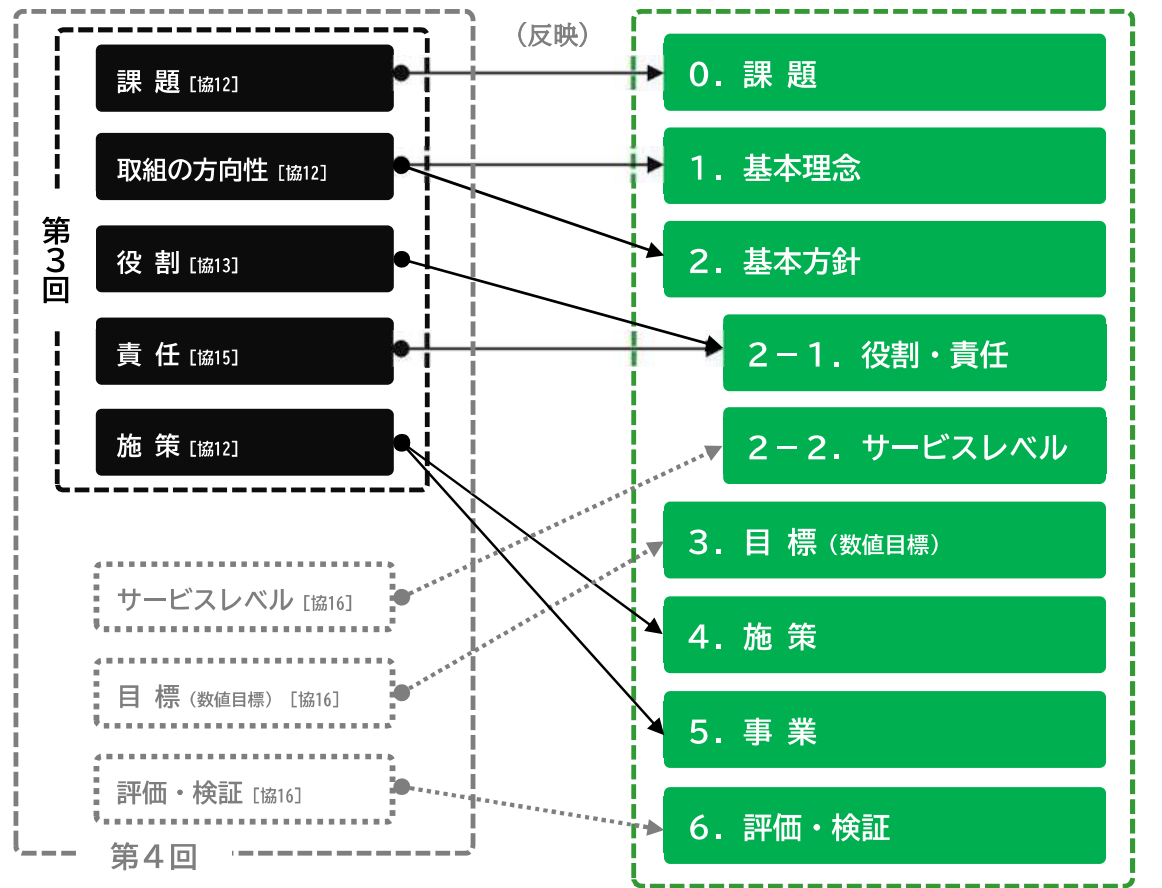 （反映）
第３回
課 題 [協12]
取組の方向性 [協12]
役 割 [協13]
責 任 [協15]
施 策 [協12]
サービスレベル [協16]
目 標（数値目標）[協16]
評価・検証 [協16]
第４回
０．課 題
１．基本理念
２．基本方針
２－１．役割・責任
２－２．サービスレベル
３．目 標（数値目標）
４．施 策
５．事 業
６．評価・検証